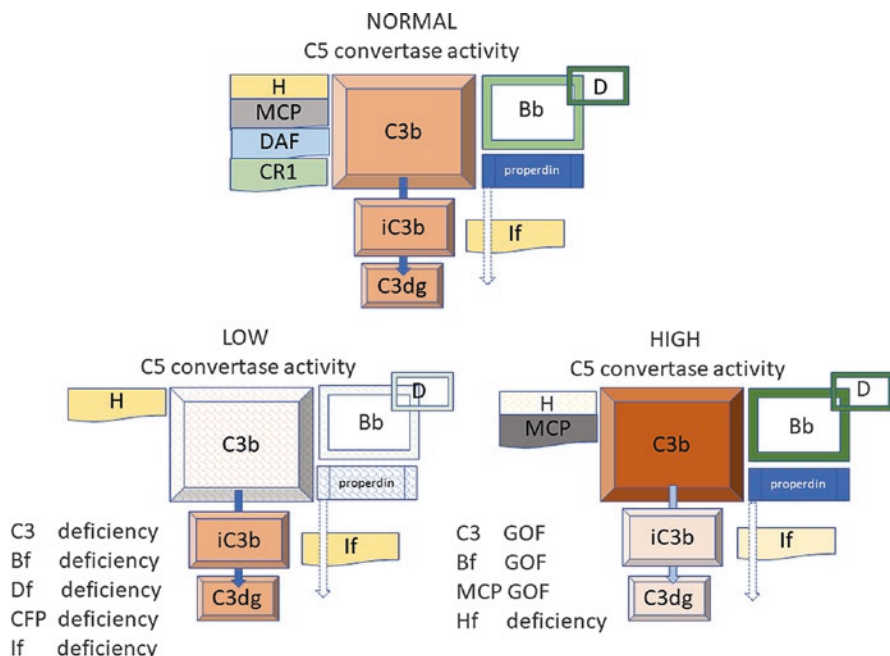 NORMAL
C5 convertase activity
H
MCP
DAF
CR1
C3b
Bb
D
properdin
iC3b
If
C3dg
LOW
C5 convertase activity
H
C3b
Bb
D
properdin
iC3b
If
C3dg
C3 deficiency
Bf deficiency
Df deficiency
CFP deficiency
If deficiency
HIGH
C5 convertase activity
H
MCP
C3b
Bb
D
properdin
iC3b
If
C3dg
C3 GOF
Bf GOF
MCP GOF
Hf deficiency